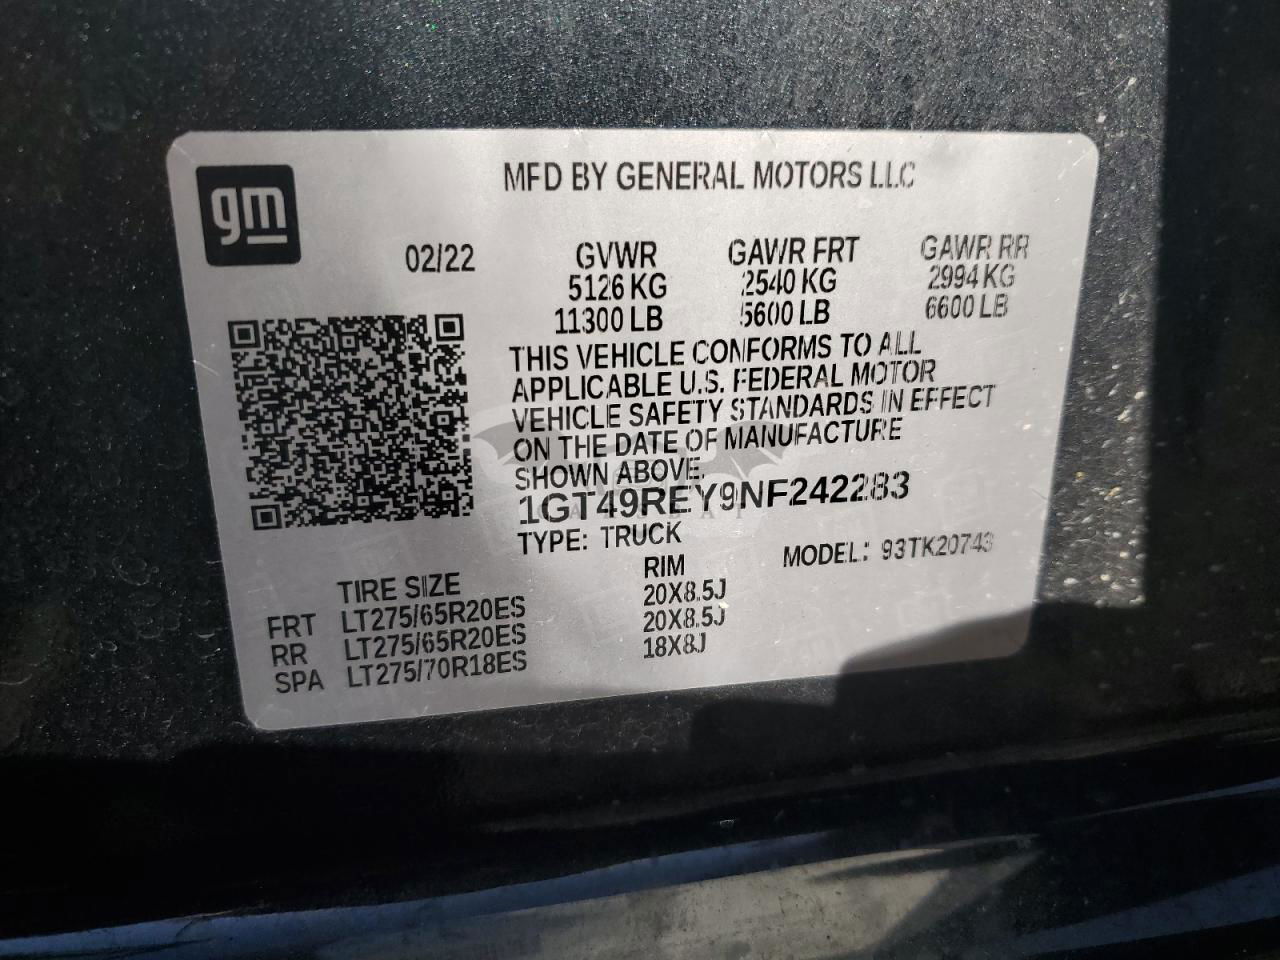 gm
MFD BY GENERAL MOTORS LLC
02/22 GVWR GAWR FRT GAWR RR
5126 KG 2540 KG 2994 KG
11300 LB 5600 LB 6600 LB
THIS VEHICLE CONFORMS TO ALL
APPLICABLE U.S. FEDERAL MOTOR
VEHICLE SAFETY STANDARDS IN EFFECT
ON THE DATE OF MANUFACTURE
SHOWN ABOVE.
1GT49REY9NF242283
TYPE: TRUCK MODEL: 93TK20743
TIRE SIZE RIM
FRT LT275/65R20ES 20X8.5J
RR LT275/65R20ES 20X8.5J
SPA LT275/70R18ES 18X8J